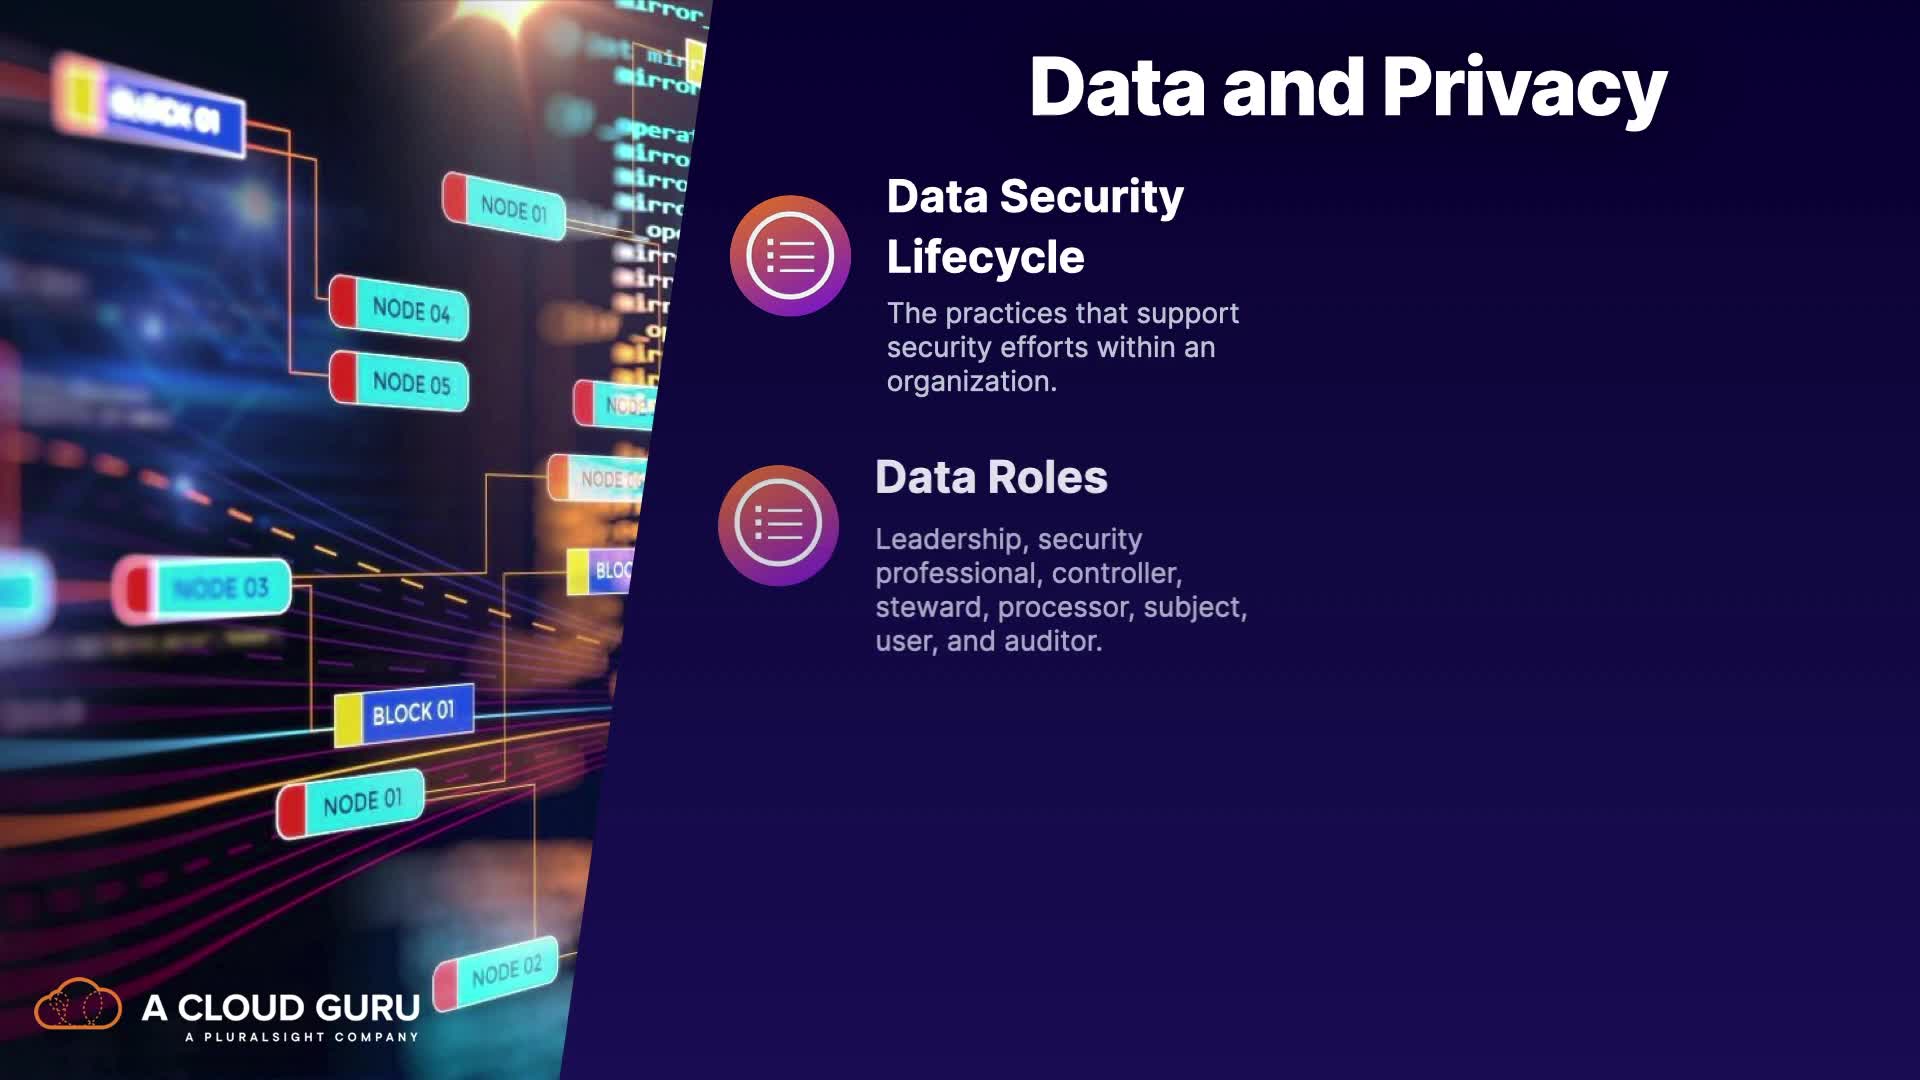 Data and Privacy
Data Security
Lifecycle
The practices that support
security efforts within an
organization.
Data Roles
Leadership, security
professional, controller,
steward, processor, subject,
user, and auditor.
BLOCK 01
NODE 01
NODE 04
NODE 05
NODE 03
BLOCK 01
NODE 01
NODE 02
A CLOUD GURU
A PLURALSIGHT COMPANY